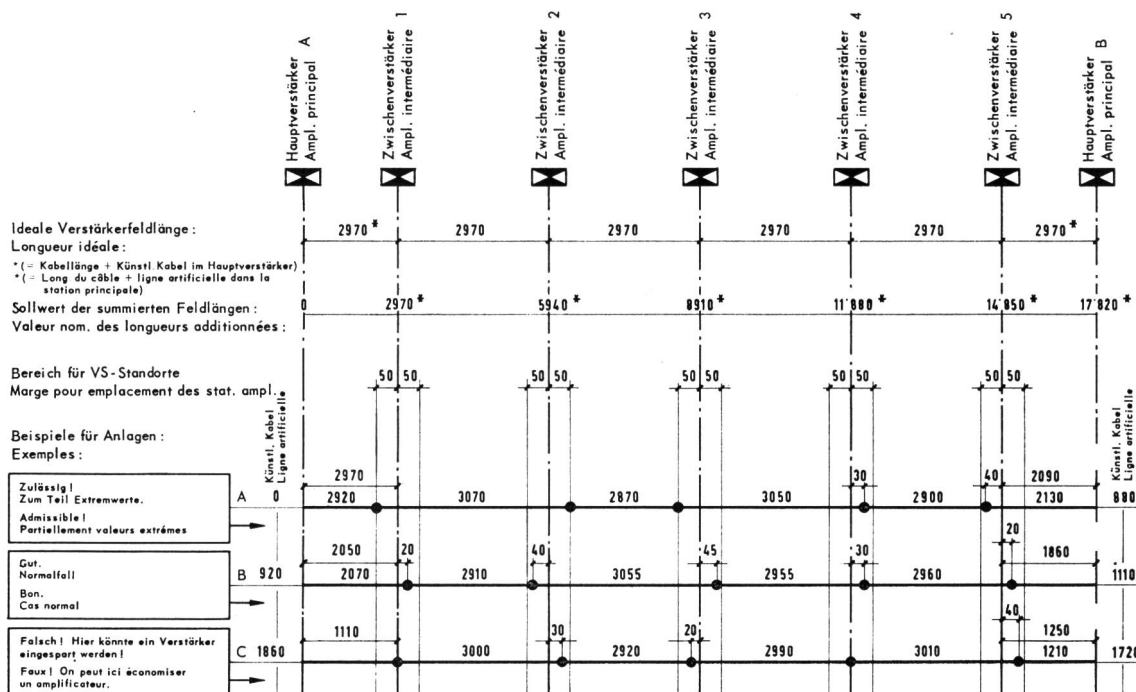 Hauptverstärker A
Ampl. principal
Zwischenverstärker 1
Ampl. intermédiaire
Zwischenverstärker 2
Ampl. intermédiaire
Zwischenverstärker 3
Ampl. intermédiaire
Zwischenverstärker 4
Ampl. intermédiaire
Zwischenverstärker 5
Ampl. intermédiaire
Hauptverstärker B
Ampl. principal
Ideale Verstärkerfeldlänge :
Longueur idéale :
2970 * 2970 2970 2970 2970 2970 *
* (= Kabellänge + Künstl. Kabel im Hauptverstärker)
* (= Long du câble + ligne artificielle dans la
station principale)
Sollwert der summierten Feldlängen :
Valeur nom. des longueurs additionnées :
0 2970 * 5940 * 8910 * 11'880 * 14'850 * 17'820 *
Bereich für VS-Standorte
Marge pour emplacement des stat. ampl.
50 50 50 50 50 50 50 50 50 50
Beispiele für Anlagen :
Exemples :
Künstl. Kabel
Ligne artificielle
Künstl. Kabel
Ligne artificielle
Zulässig !
Zum Teil Extremwerte.
Admissible !
Partiellement valeurs extrêmes
2970 30 40 2090
A 0 2920 3070 2870 3050 2900 2130 880
Gut.
Normalfall
Bon.
Cas normal
2050 20 40 45 30 20 1860
B 920 2070 2910 3055 2955 2960 1110
Falsch ! Hier könnte ein Verstärker
eingespart werden !
Faux ! On peut ici économiser
un amplificateur.
1110 30 20 40 1250
C 1860 3000 2920 2990 3010 1210 1720